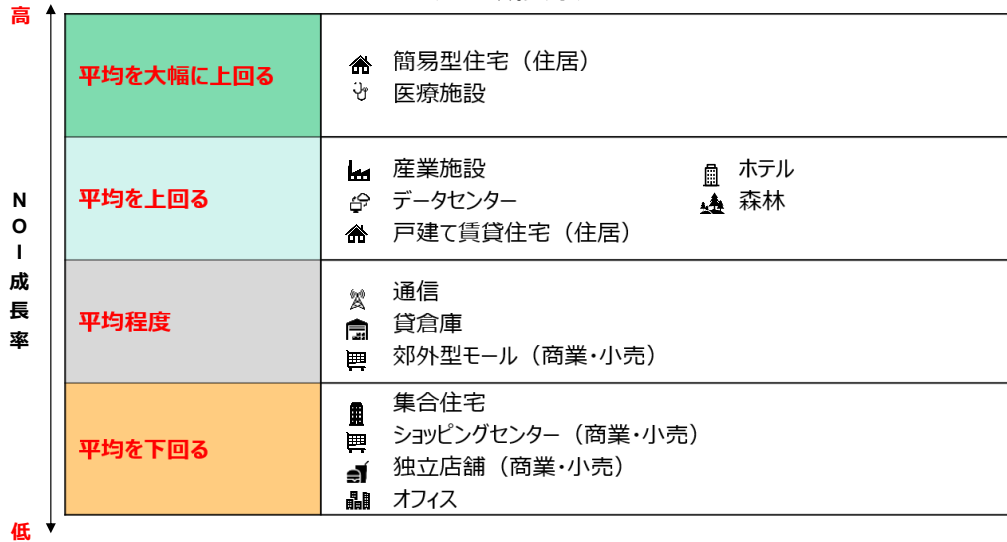 高
平均を大幅に上回る
簡易型住宅（住居）
医療施設
平均を上回る
産業施設
ホテル
データセンター
森林
戸建て賃貸住宅（住居）
NOI成長率
平均程度
通信
貸倉庫
郊外型モール（商業・小売）
平均を下回る
集合住宅
ショッピングセンター（商業・小売）
独立店舗（商業・小売）
オフィス
低